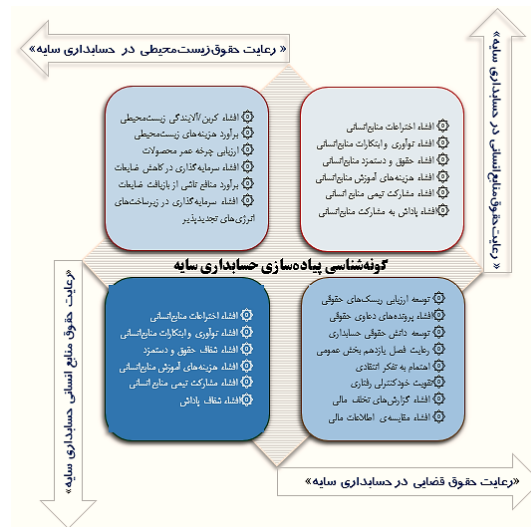 « رعایت حقوق زیست‌محیطی در حسابداری سایه»
«رعایت حقوق منابع‌انسانی در حسابداری سایه»
افشاء اختراعات منابع‌انسانی
افشاء نوآوری و ابتکارات منابع‌انسانی
افشاء حقوق و دستمزد منابع‌انسانی
افشاء هزینه‌های آموزش منابع‌انسانی
افشاء مشارکت تیمی منابع انسانی
افشاء پاداش به مشارکت منابع‌انسانی
افشاء کربن/آلایندگی زیست‌محیطی
برآورد هزینه‌های زیست‌محیطی
ارزیابی چرخه عمر محصولات
افشاء سرمایه‌گذاری در کاهش ضایعات
برآورد منافع ناشی از بازیافت ضایعات
افشاء سرمایه‌گذاری در زیرساخت‌های
انرژی‌های تجدیدپذیر
گونه‌شناسی پیاده‌سازی حسابداری سایه
توسعه ارزیابی ریسک‌های حقوقی
افشاء پرونده‌های دعاوی حقوقی
توسعه دانش حقوقی حسابداری
رعایت فصل یازدهم بخش عمومی
اهتمام به تفکر انتقادی
تقویت خودکنترلی رفتاری
افشاء گزارش‌های تخلف مالی
افشاء مقایسه‌ی اطلاعات مالی
افشاء اختراعات منابع‌انسانی
نوآوری و ابتکارات منابع‌انسانی
افشاء شفاف حقوق و دستمزد
افشاء هزینه‌های آموزش منابع‌انسانی
افشاء مشارکت تیمی منابع انسانی
افشاء شفاف پاداش
«رعایت حقوق منابع انسانی حسابداری سایه»
«رعایت حقوق قضایی در حسابداری سایه»